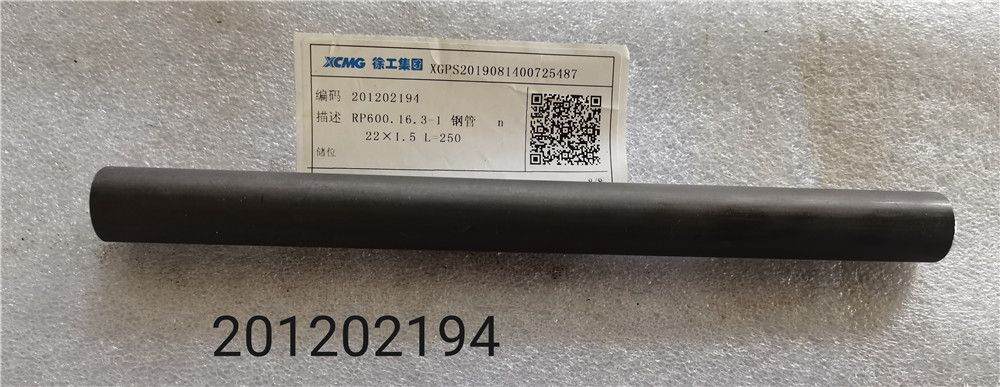 XCMG 徐工集团 XGPS2019081400725487
编码 201202194
描述 RP600.16.3-1 钢管 n
22×1.5 L=250
储位
201202194